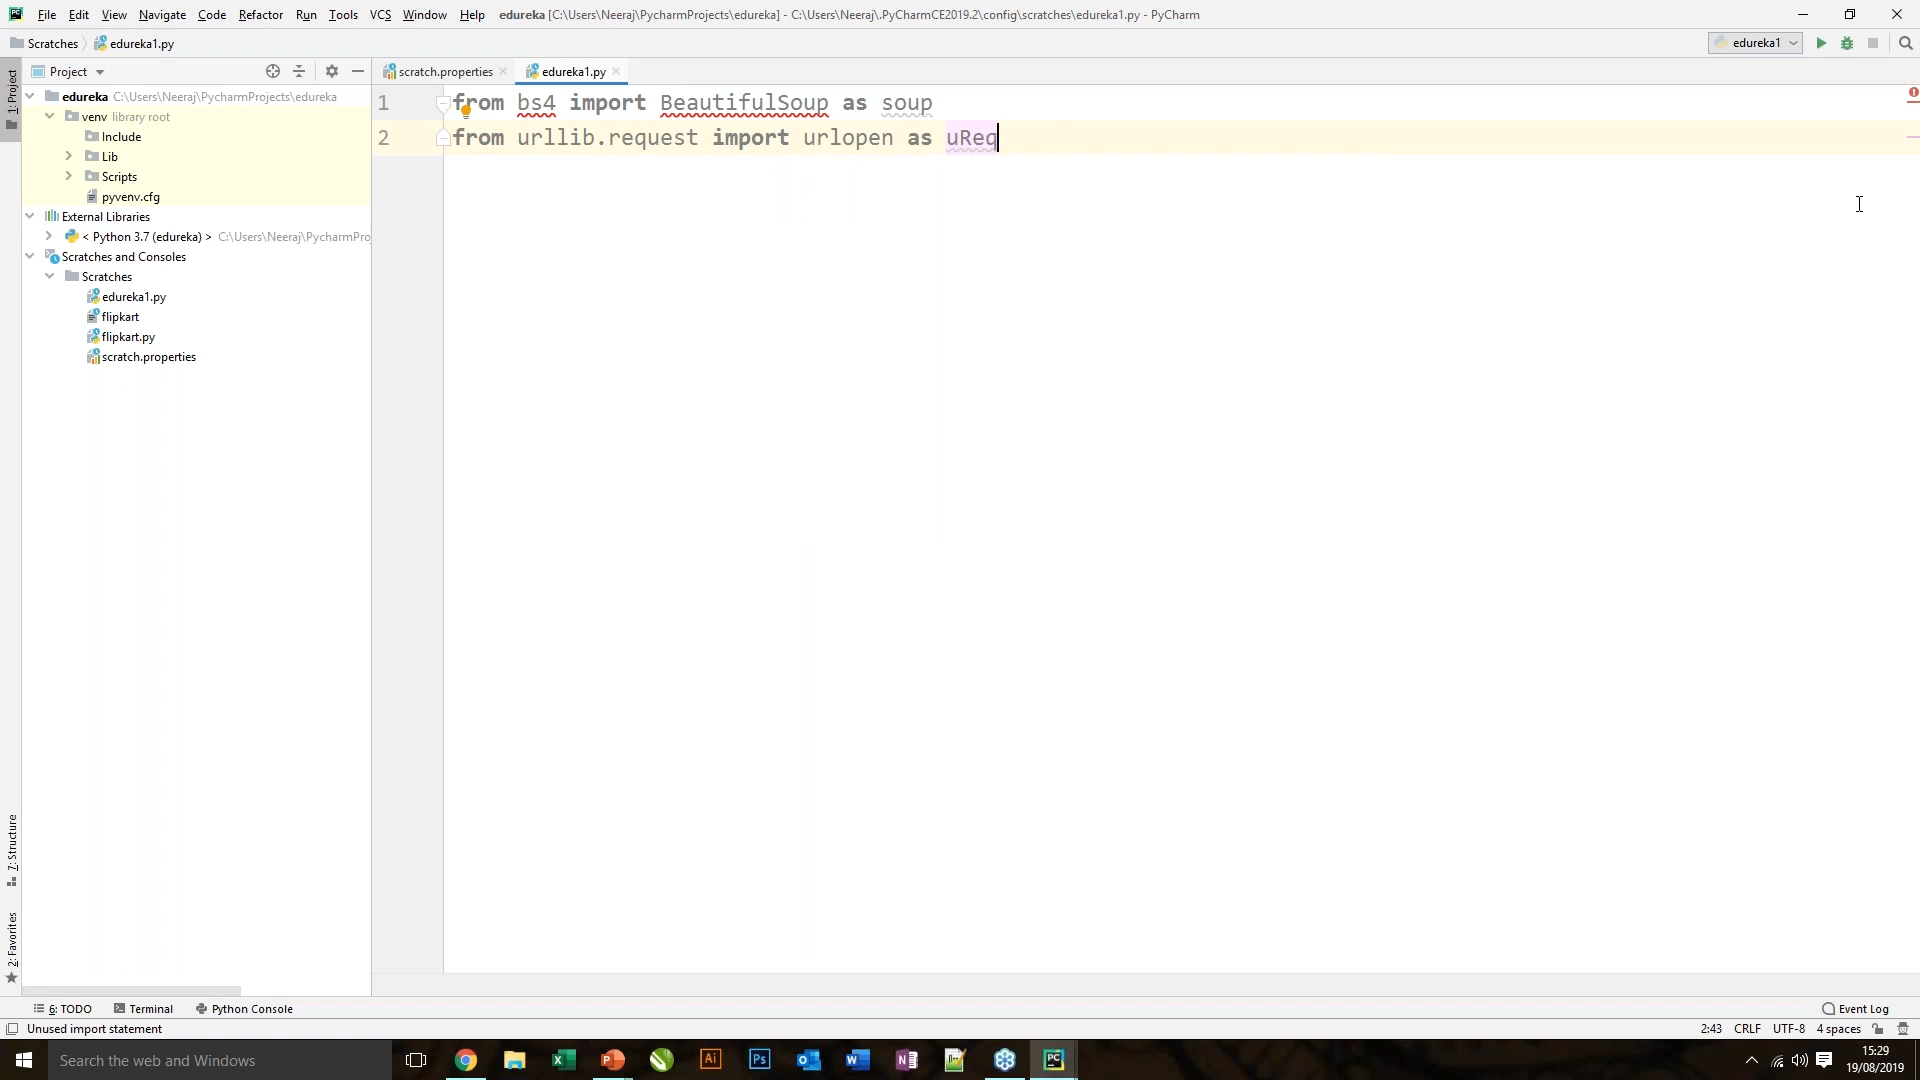 PC File Edit View Navigate Code Refactor Run Tools VCS Window Help edureka [C:\Users\Neeraj\PycharmProjects\edureka] - C:\Users\Neeraj\.PyCharmCE2019.2\config\scratches\edureka1.py - PyCharm
Scratches edureka1.py edureka1
1: Project
Project
scratch.properties edureka1.py
edureka C:\Users\Neeraj\PycharmProjects\edureka
venv library root
Include
Lib
Scripts
pyvenv.cfg
External Libraries
< Python 3.7 (edureka) > C:\Users\Neeraj\PycharmPro
Scratches and Consoles
Scratches
edureka1.py
flipkart
flipkart.py
scratch.properties
1 from bs4 import BeautifulSoup as soup
2 from urllib.request import urlopen as uReq
7: Structure
2: Favorites
6: TODO Terminal Python Console Event Log
Unused import statement 2:43 CRLF UTF-8 4 spaces
Search the web and Windows
Ai Ps PC
15:29
19/08/2019